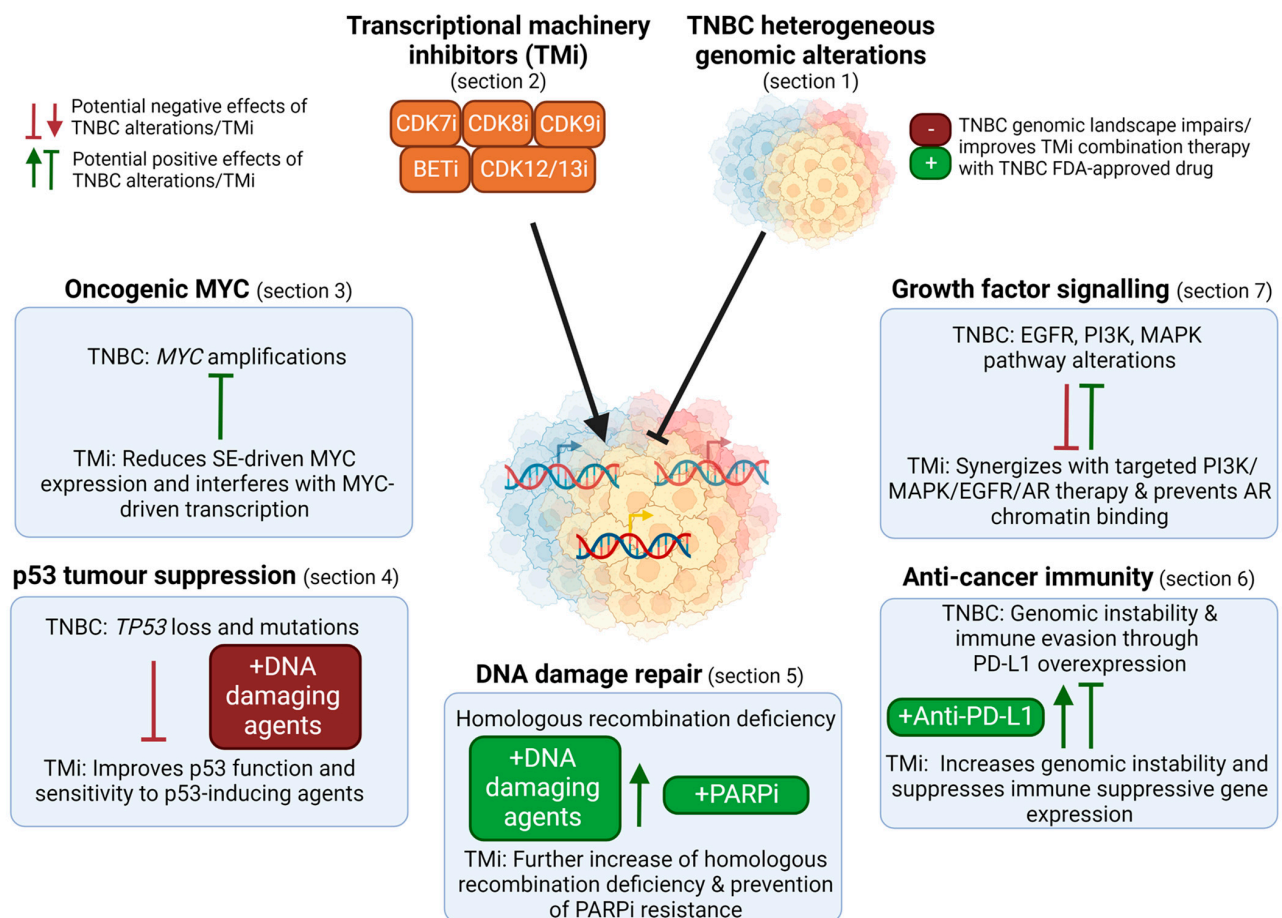 Transcriptional machinery
inhibitors (TMi)
(section 2)
CDK7i
CDK8i
CDK9i
BETi
CDK12/13i
TNBC heterogeneous
genomic alterations
(section 1)
Potential negative effects of
TNBC alterations/TMi
Potential positive effects of
TNBC alterations/TMi
-
+
TNBC genomic landscape impairs/
improves TMi combination therapy
with TNBC FDA-approved drug
Oncogenic MYC (section 3)
TNBC: MYC amplifications
TMi: Reduces SE-driven MYC
expression and interferes with MYC-
driven transcription
p53 tumour suppression (section 4)
TNBC: TP53 loss and mutations
+DNA
damaging
agents
TMi: Improves p53 function and
sensitivity to p53-inducing agents
DNA damage repair (section 5)
Homologous recombination deficiency
+DNA
damaging
agents
+PARPi
TMi: Further increase of homologous
recombination deficiency & prevention
of PARPi resistance
Growth factor signalling (section 7)
TNBC: EGFR, PI3K, MAPK
pathway alterations
TMi: Synergizes with targeted PI3K/
MAPK/EGFR/AR therapy & prevents AR
chromatin binding
Anti-cancer immunity (section 6)
TNBC: Genomic instability &
immune evasion through
PD-L1 overexpression
+Anti-PD-L1
TMi: Increases genomic instability and
suppresses immune suppressive gene
expression